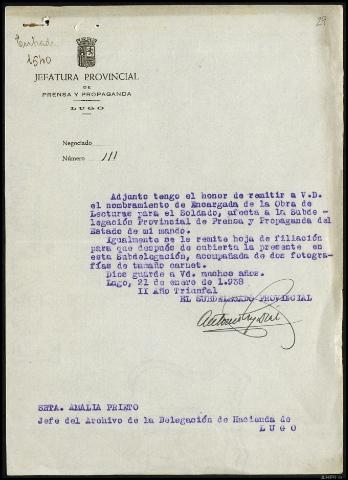 29
Entrada
1540
JEFATURA PROVINCIAL
DE
PRENSA Y PROPAGANDA
LUGO
Negociado
Número 111
Adjunto tengo el honor de remitir a V.D.
el nombramiento de Encargada de la Obra de
Lecturas para el Soldado, afecta a la Subde -
legación Provincial de Prensa y Propaganda del
Estado de mi mando.
Igualmente se le remite hoja de filiación
para que después de cubierta la presente en
esta Subdelegación, acompañada de dos fotogra-
fías de tamaño carnet.
Dios guarde a Vd. muchos años.
Lugo, 21 de enero de 1.938
II Año Triunfal
EL SUBDELEGADO PROVINCIAL
SRTA. AMALIA PRIETO
Jefe del Archivo de la Delegación de Hacienda de
L U G O